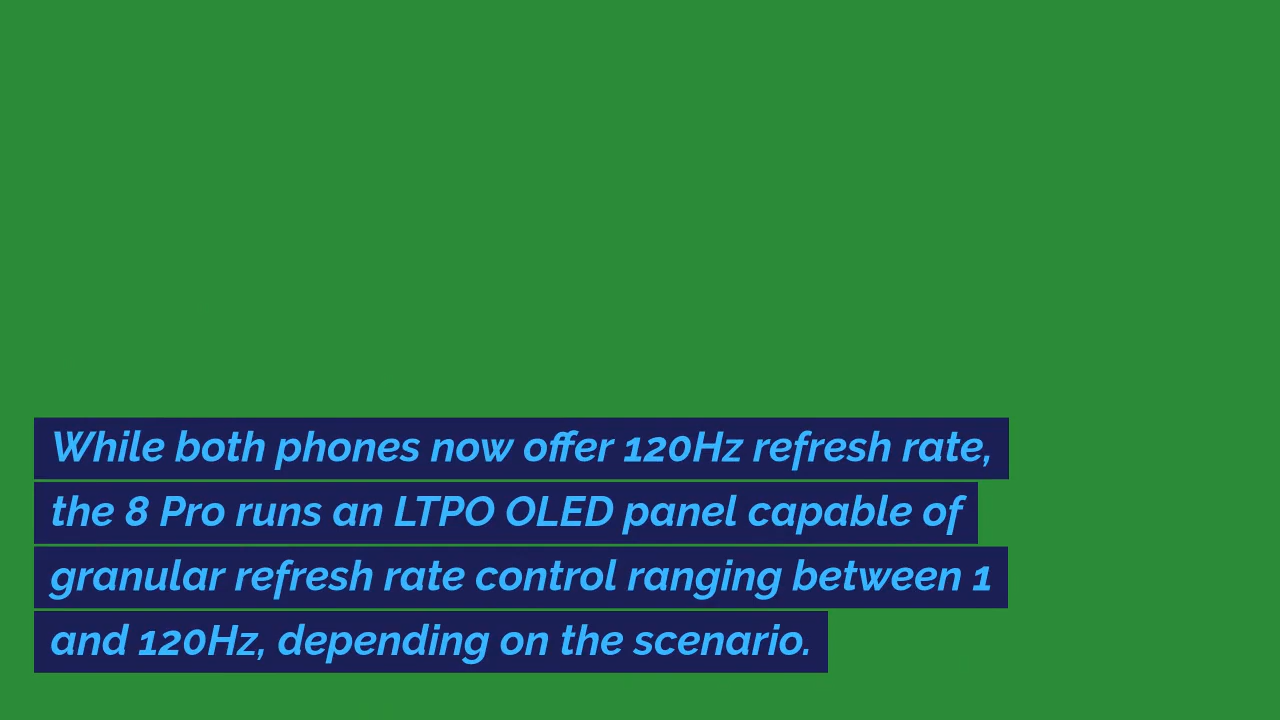 While both phones now offer 120Hz refresh rate,
the 8 Pro runs an LTPO OLED panel capable of
granular refresh rate control ranging between 1
and 120Hz, depending on the scenario.